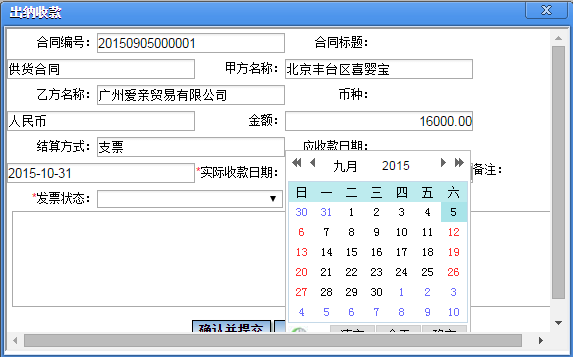 出纳收款
合同编号： 20150905000001 合同标题：
供货合同 甲方名称： 北京丰台区喜婴宝
乙方名称： 广州爱亲贸易有限公司 币种：
人民币 金额： 16000.00
结算方式： 支票 应收款日期：
2015-10-31 *实际收款日期： 备注：
*发票状态：
九月 2015
日 一 二 三 四 五 六
30 31 1 2 3 4 5
6 7 8 9 10 11 12
13 14 15 16 17 18 19
20 21 22 23 24 25 26
27 28 29 30 1 2 3
4 5 6 7 8 9 10
确认并提交